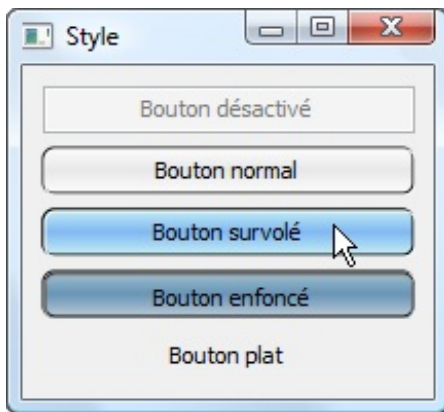 Style
Bouton désactivé
Bouton normal
Bouton survolé
Bouton enfoncé
Bouton plat